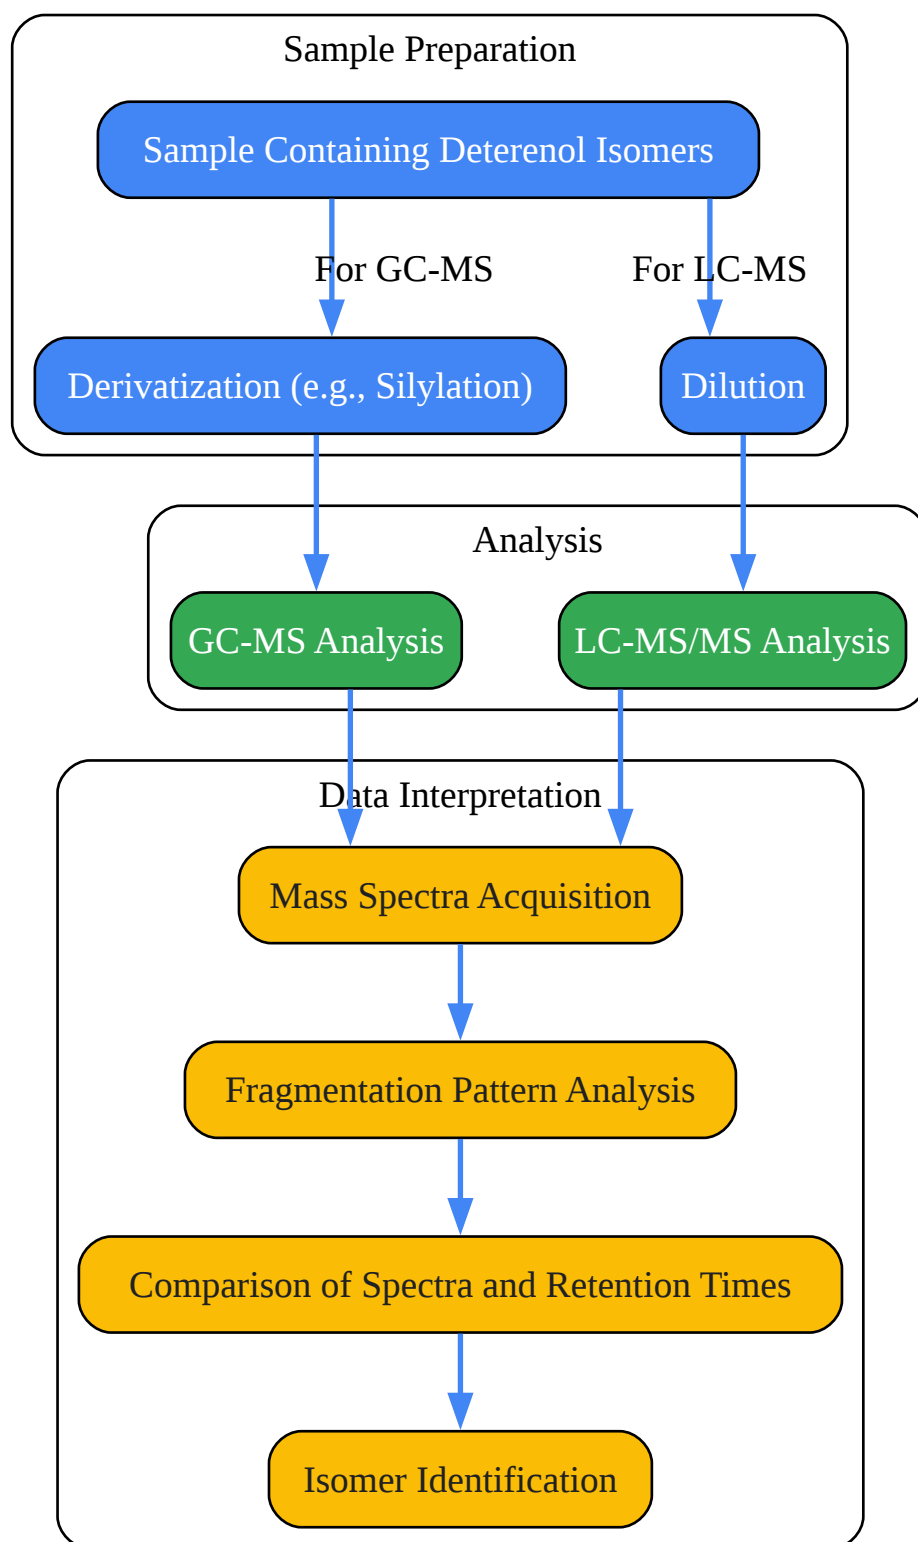 Sample Preparation
Sample Containing Deterenol Isomers
For GC-MS
For LC-MS
Derivatization (e.g., Silylation)
Dilution
Analysis
GC-MS Analysis
LC-MS/MS Analysis
Data Interpretation
Mass Spectra Acquisition
Fragmentation Pattern Analysis
Comparison of Spectra and Retention Times
Isomer Identification